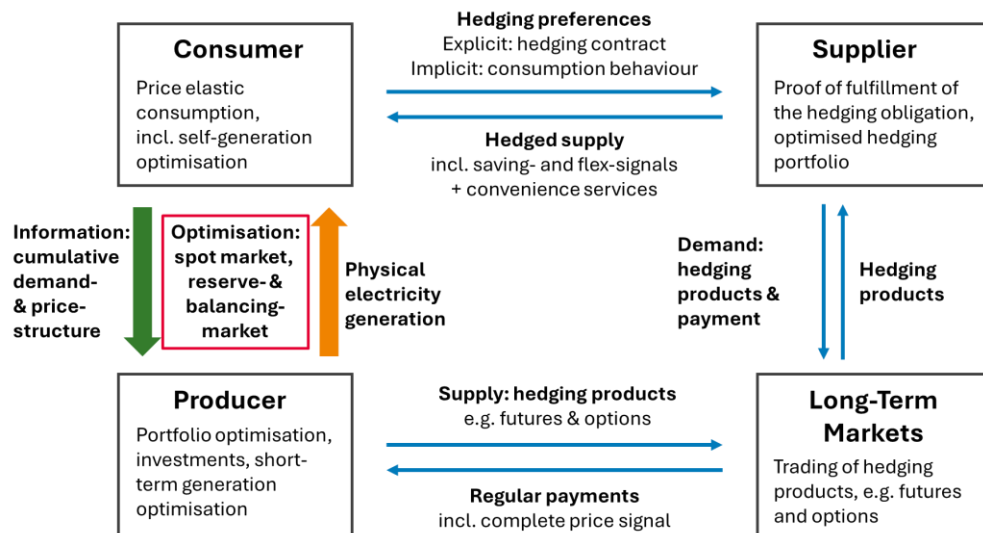 Consumer
Price elastic
consumption,
incl. self-generation
optimisation
Hedging preferences
Explicit: hedging contract
Implicit: consumption behaviour
Hedged supply
incl. saving- and flex-signals
+ convenience services
Supplier
Proof of fulfillment of
the hedging obligation,
optimised hedging
portfolio
Information:
cumulative
demand-
& price-
structure
Optimisation:
spot market,
reserve- &
balancing-
market
Physical
electricity
generation
Demand:
hedging
products &
payment
Hedging
products
Producer
Portfolio optimisation,
investments, short-
term generation
optimisation
Supply: hedging products
e.g. futures & options
Regular payments
incl. complete price signal
Long-Term
Markets
Trading of hedging
products, e.g. futures
and options